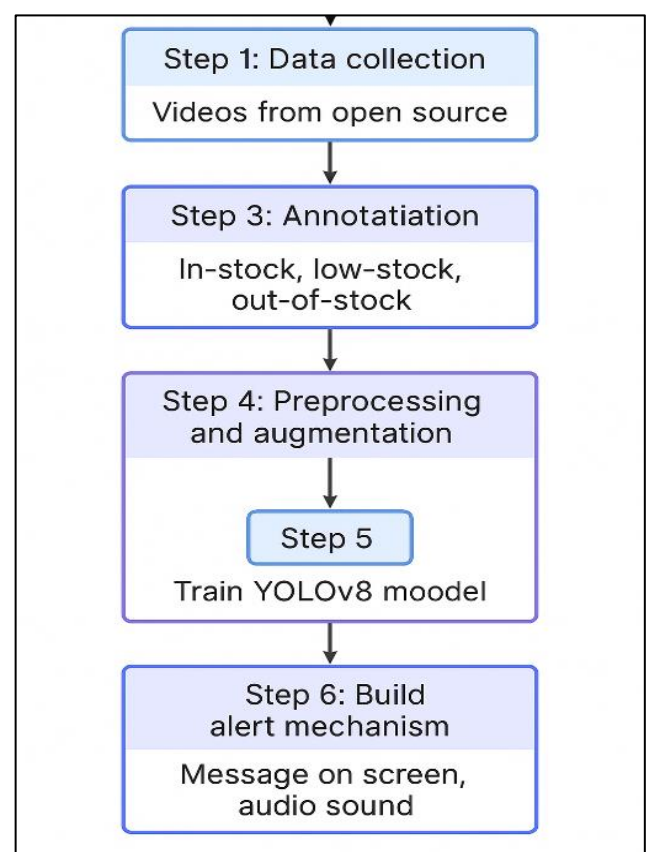 Step 1: Data collection
Videos from open source
Step 3: Annotatiation
In-stock, low-stock,
out-of-stock
Step 4: Preprocessing
and augmentation
Step 5
Train YOLOv8 moodel
Step 6: Build
alert mechanism
Message on screen,
audio sound